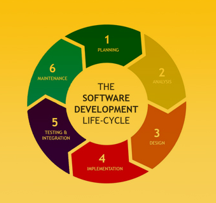 1
PLANNING
2
ANALYSIS
3
DESIGN
4
IMPLEMENTATION
5
TESTING &
INTEGRATION
6
MAINTENANCE
THE
SOFTWARE
DEVELOPMENT
LIFE-CYCLE